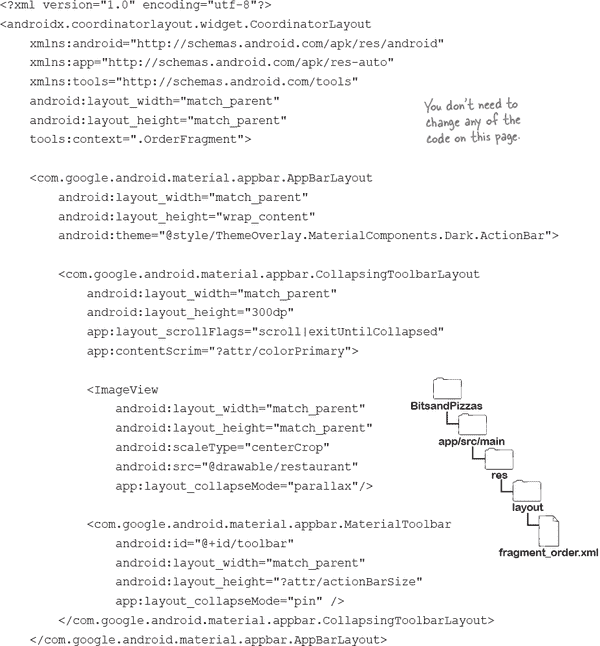 <?xml version="1.0" encoding="utf-8"?>
<androidx.coordinatorlayout.widget.CoordinatorLayout
xmlns:android="http://schemas.android.com/apk/res/android"
xmlns:app="http://schemas.android.com/apk/res-auto"
xmlns:tools="http://schemas.android.com/tools"
android:layout_width="match_parent"
android:layout_height="match_parent"
tools:context=".OrderFragment">
You don't need to
change any of the
code on this page.
<com.google.android.material.appbar.AppBarLayout
android:layout_width="match_parent"
android:layout_height="wrap_content"
android:theme="@style/ThemeOverlay.MaterialComponents.Dark.ActionBar">
<com.google.android.material.appbar.CollapsingToolbarLayout
android:layout_width="match_parent"
android:layout_height="300dp"
app:layout_scrollFlags="scroll|exitUntilCollapsed"
app:contentScrim="?attr/colorPrimary">
<ImageView
android:layout_width="match_parent"
android:layout_height="match_parent"
android:scaleType="centerCrop"
android:src="@drawable/restaurant"
app:layout_collapseMode="parallax"/>
<com.google.android.material.appbar.MaterialToolbar
android:id="@+id/toolbar"
android:layout_width="match_parent"
android:layout_height="?attr/actionBarSize"
app:layout_collapseMode="pin" />
</com.google.android.material.appbar.CollapsingToolbarLayout>
</com.google.android.material.appbar.AppBarLayout>
BitsandPizzas
app/src/main
res
layout
fragment_order.xml